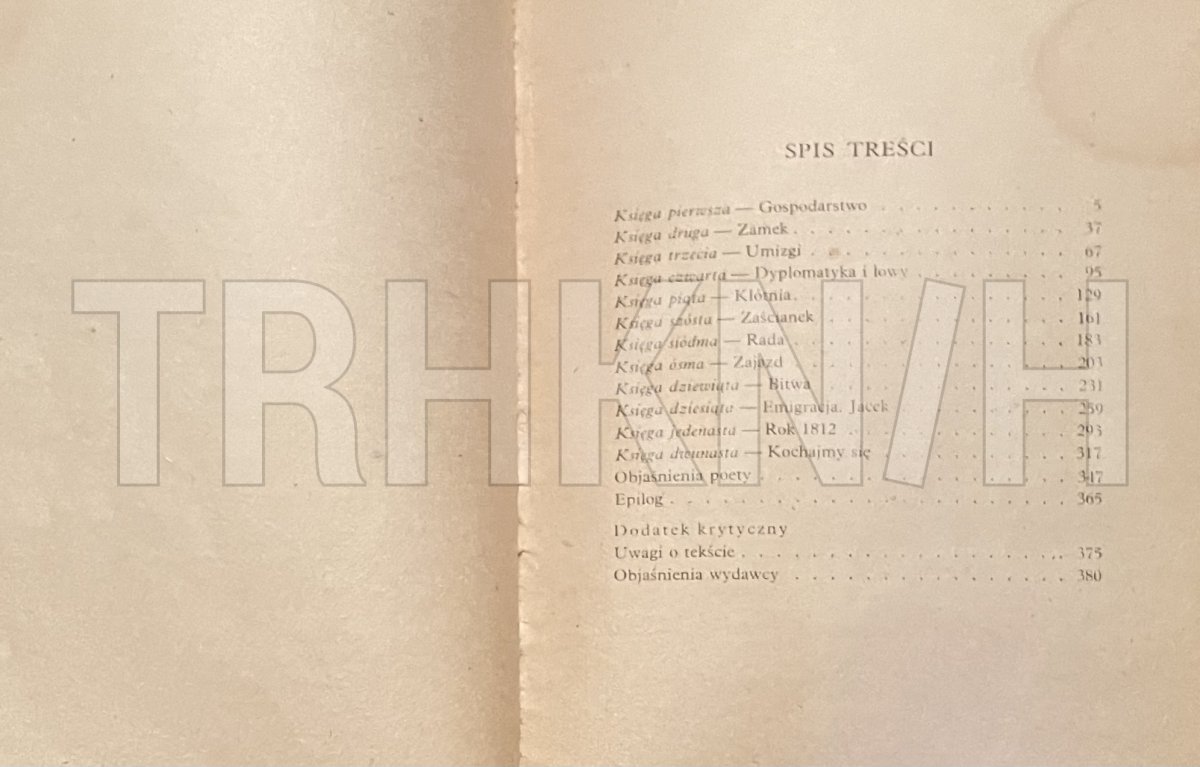 SPIS TREŚCI
Księga pierwsza — Gospodarstwo . . . . . . . . . . . 5
Księga druga — Zamek . . . . . . . . . . . . . . . 37
Księga trzecia — Umizgi . . . . . . . . . . . . . . 67
Księga czwarta — Dyplomatyka i łowy . . . . . . . . 95
Księga piąta — Kłótnia . . . . . . . . . . . . . . . 129
Księga szósta — Zaścianek . . . . . . . . . . . . . 161
Księga siódma — Rada . . . . . . . . . . . . . . . 183
Księga ósma — Zajazd . . . . . . . . . . . . . . . 203
Księga dziewiąta — Bitwa . . . . . . . . . . . . . 231
Księga dziesiąta — Emigracja. Jacek . . . . . . . . 259
Księga jedenasta — Rok 1812 . . . . . . . . . . . . 293
Księga dwunasta — Kochajmy się . . . . . . . . . . 317
Objaśnienia poety . . . . . . . . . . . . . . . . 347
Epilog . . . . . . . . . . . . . . . . . . . . . 365
Dodatek krytyczny
Uwagi o tekście . . . . . . . . . . . . . . . . . 375
Objaśnienia wydawcy . . . . . . . . . . . . . . . 380
TRHKN/H